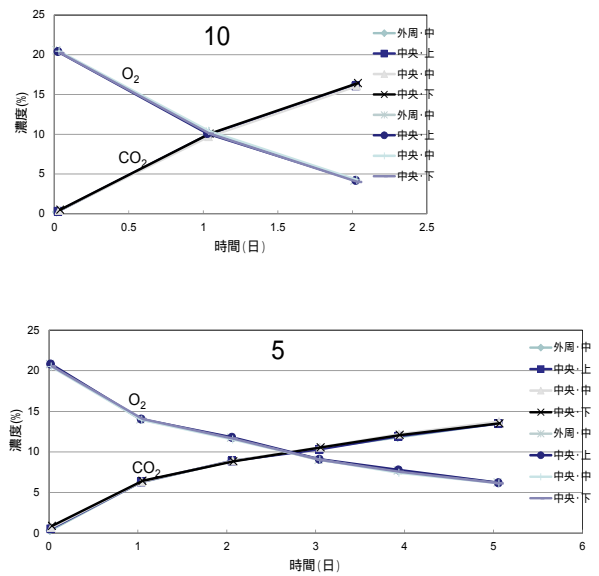 25
20
15
10
5
0
濃度(%)
10
O2
CO2
0 0.5 1 1.5 2 2.5
時間(日)
外周・中
中央・上
中央・中
中央・下
外周・中
中央・上
中央・中
中央・下
25
20
15
10
5
0
濃度(%)
5
O2
CO2
0 1 2 3 4 5 6
時間(日)
外周・中
中央・上
中央・中
中央・下
外周・中
中央・上
中央・中
中央・下